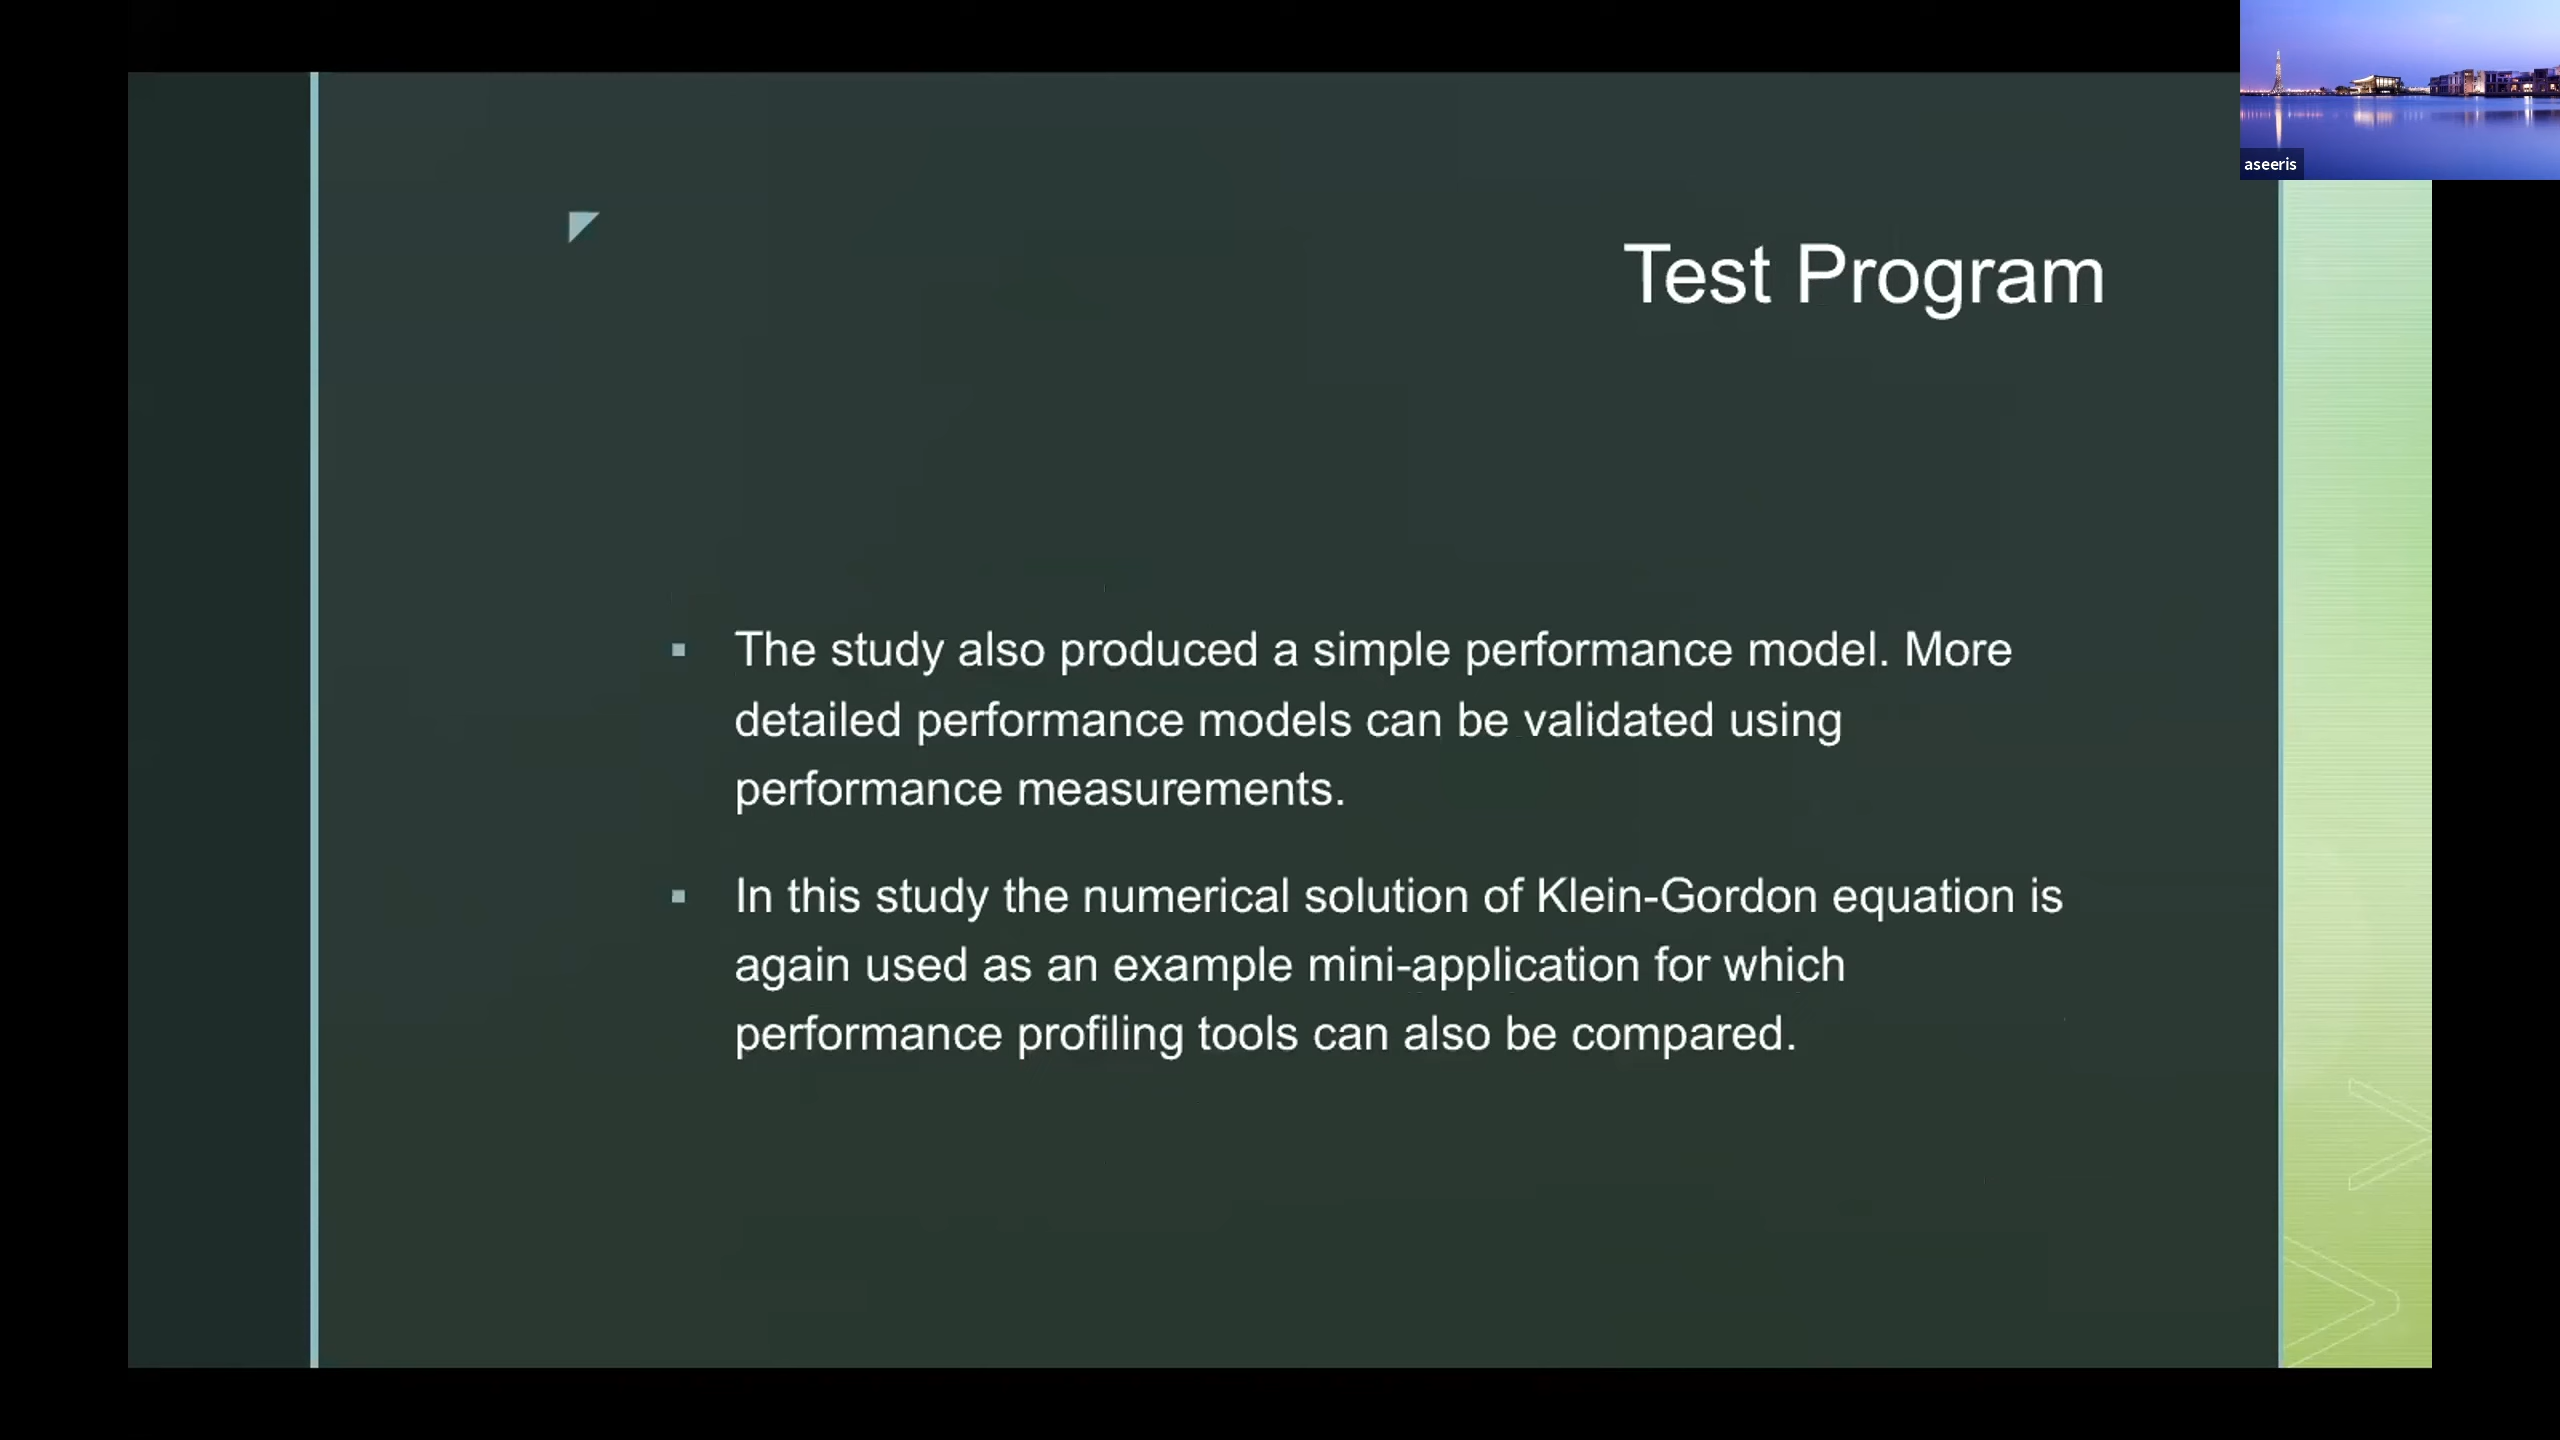 aseeris
Test Program
The study also produced a simple performance model. More
detailed performance models can be validated using
performance measurements.
In this study the numerical solution of Klein-Gordon equation is
again used as an example mini-application for which
performance profiling tools can also be compared.